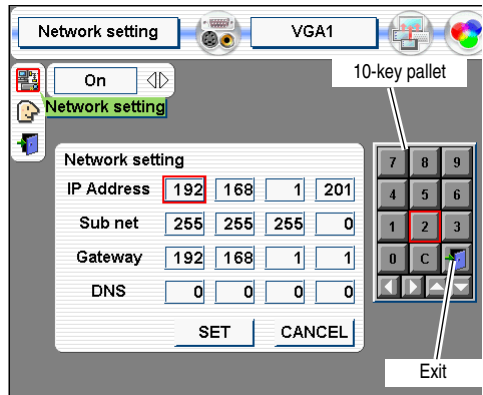 Network setting VGA1
10-key pallet
On
Network setting
Network setting
IP Address 192 168 1 201
Sub net 255 255 255 0
Gateway 192 168 1 1
DNS 0 0 0 0
SET CANCEL
7 8 9
4 5 6
1 2 3
0 C
Exit